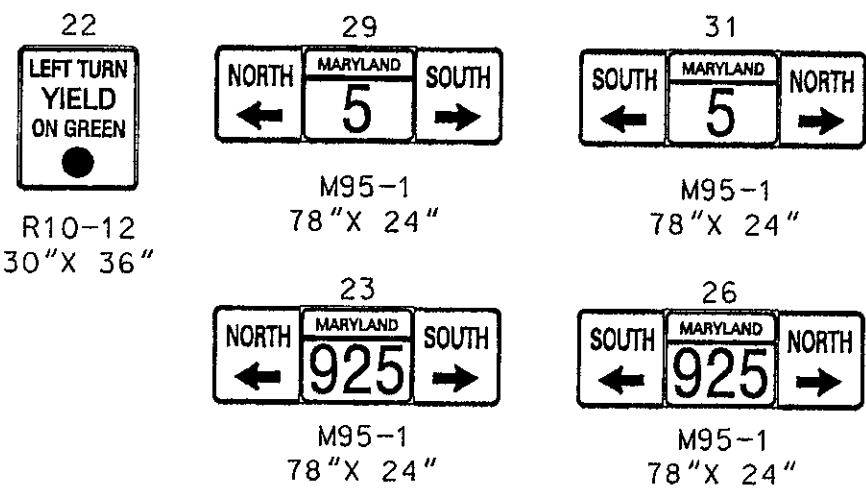 22
LEFT TURN
YIELD
ON GREEN
R10-12
30"X 36"
29
NORTH
MARYLAND
5
SOUTH
M95-1
78"X 24"
31
SOUTH
MARYLAND
5
NORTH
M95-1
78"X 24"
23
NORTH
MARYLAND
925
SOUTH
M95-1
78"X 24"
26
SOUTH
MARYLAND
925
NORTH
M95-1
78"X 24"